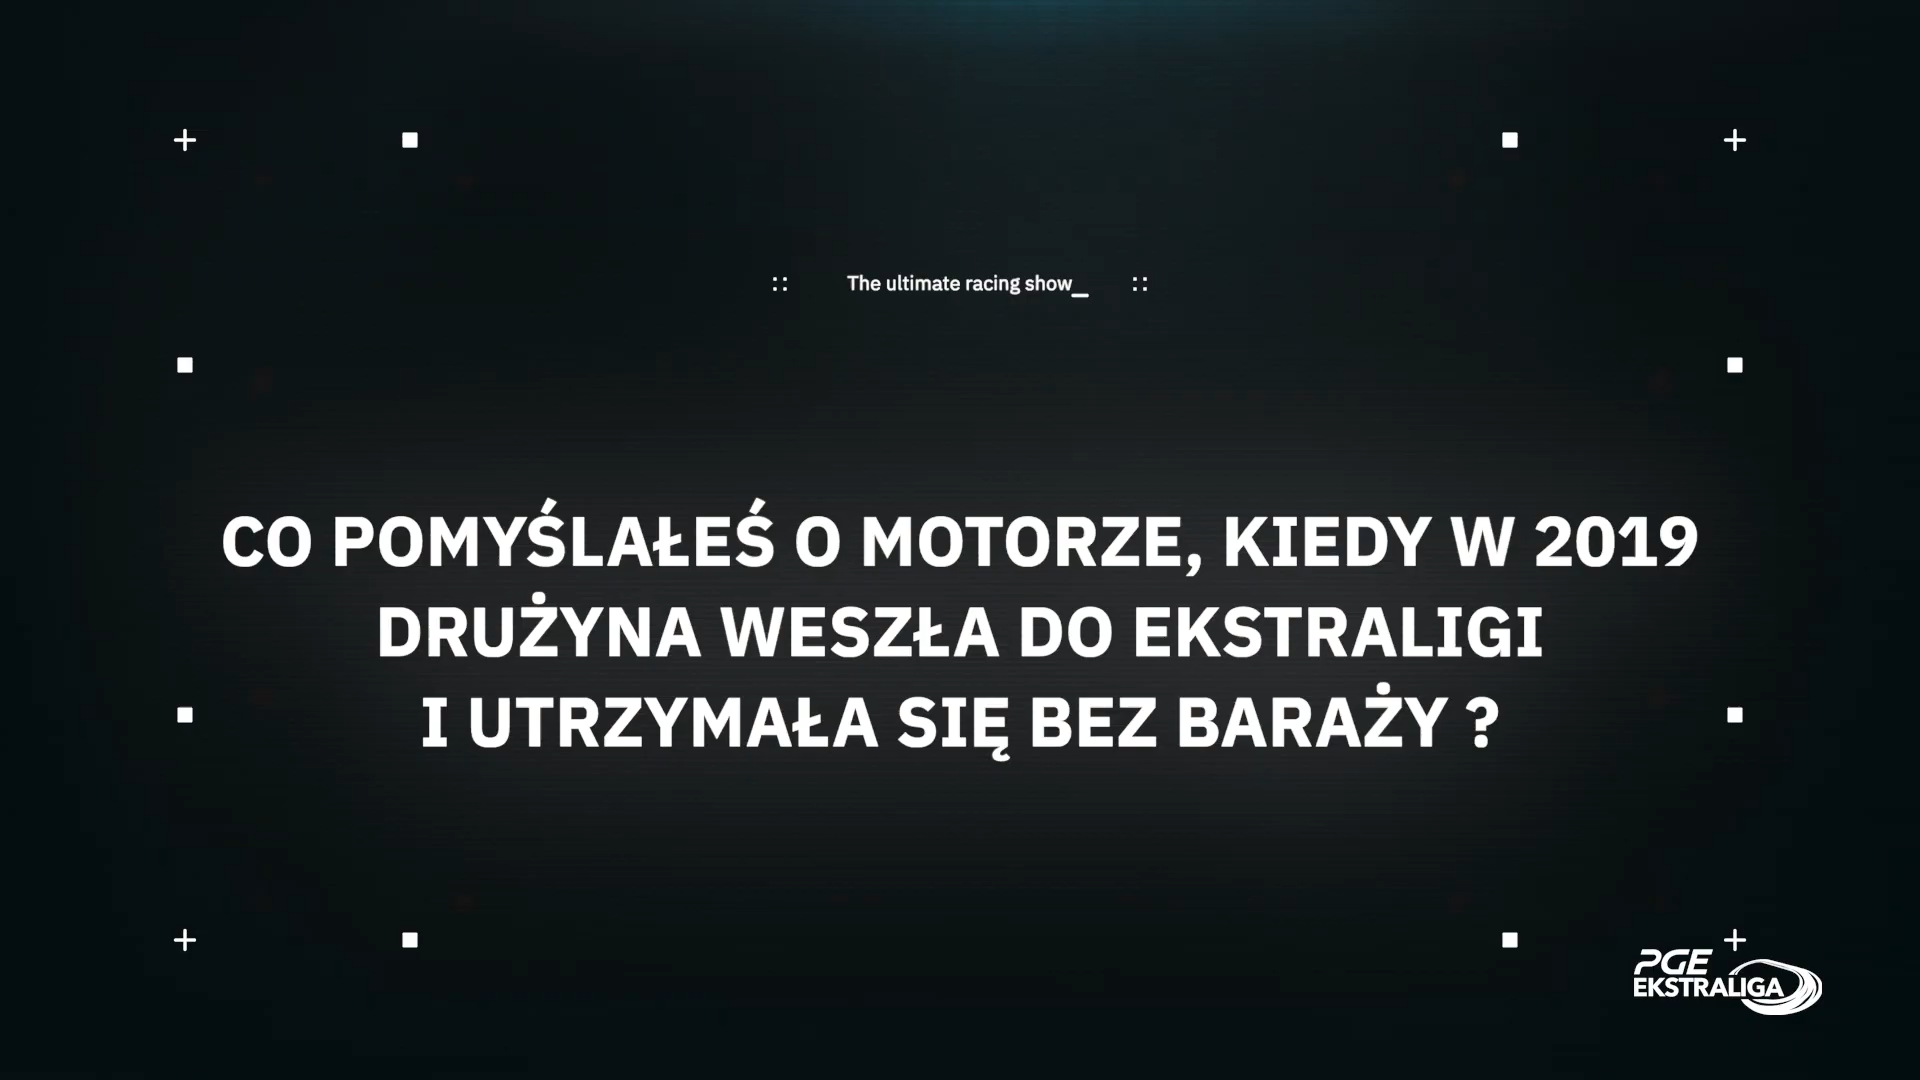 The ultimate racing show_
CO POMYŚLAŁEŚ O MOTORZE, KIEDY W 2019
DRUŻYNA WESZŁA DO EKSTRALIGI
I UTRZYMAŁA SIĘ BEZ BARAŻY ?
PGE
EKSTRALIGA